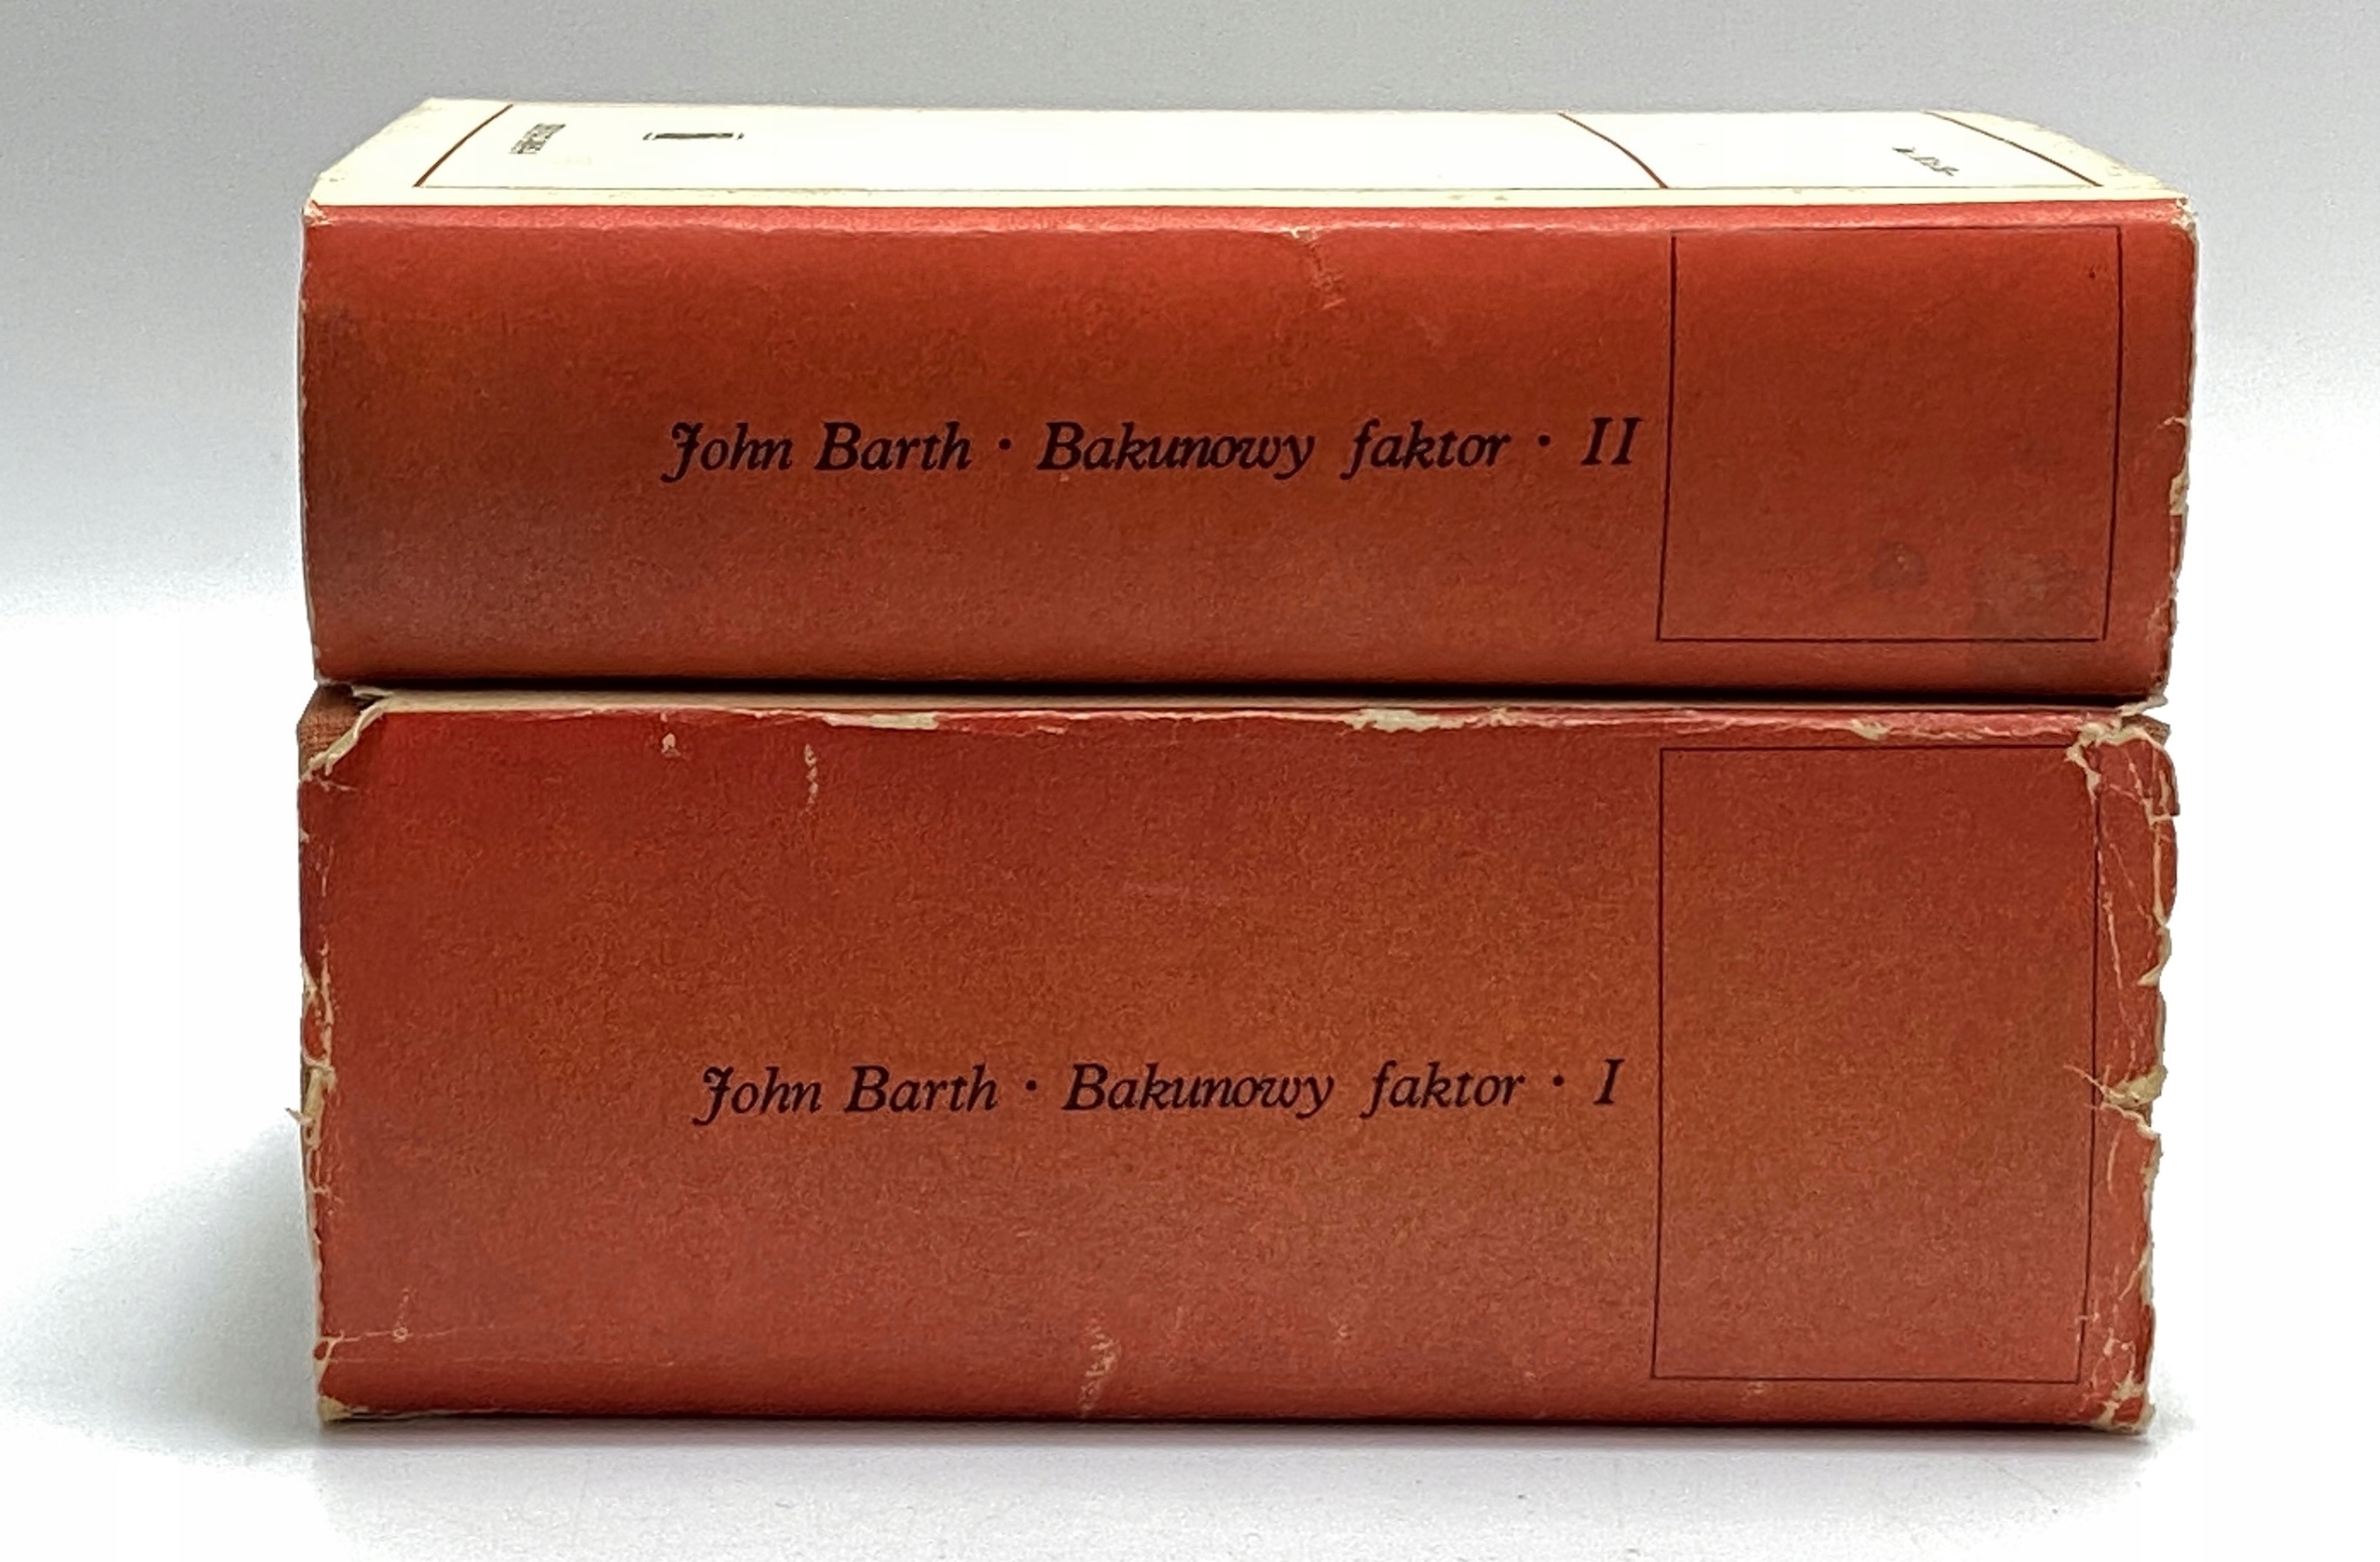 John Barth · Bakunowy faktor · II
John Barth · Bakunowy faktor · I